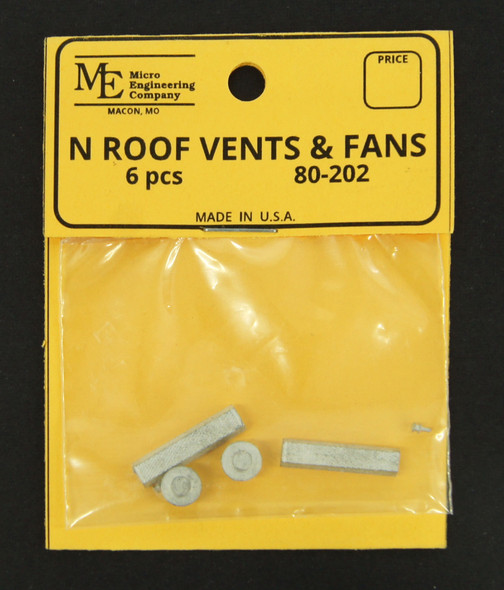 ME Micro
Engineering
Company
MACON, MO
PRICE
N ROOF VENTS & FANS
6 pcs 80-202
MADE IN U.S.A.